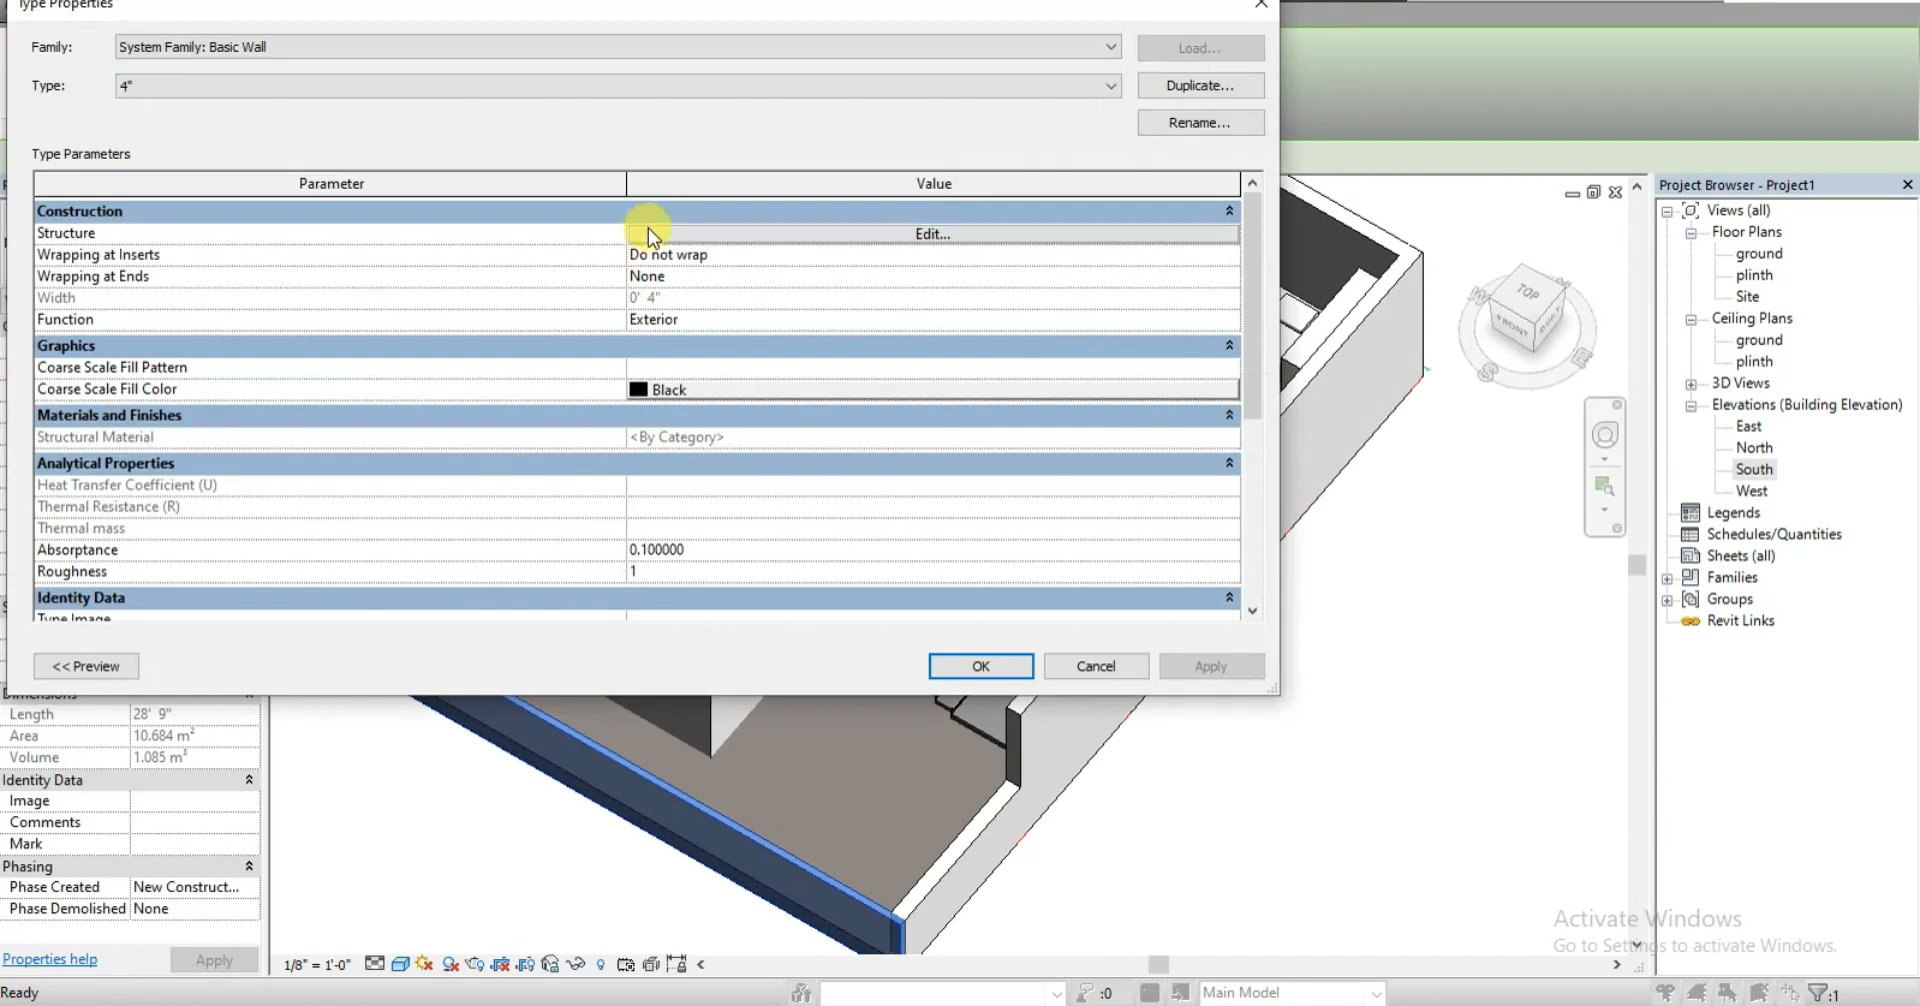 Type Properties
Family:
System Family: Basic Wall
Load...
Type:
4"
Duplicate...
Rename...
Type Parameters
Parameter
Value
Construction
Structure
Edit...
Wrapping at Inserts
Do not wrap
Wrapping at Ends
None
Width
0' 4"
Function
Exterior
Graphics
Coarse Scale Fill Pattern
Coarse Scale Fill Color
Black
Materials and Finishes
Structural Material
<By Category>
Analytical Properties
Heat Transfer Coefficient (U)
Thermal Resistance (R)
Thermal mass
Absorptance
0.100000
Roughness
1
Identity Data
Type Image
<< Preview
OK
Cancel
Apply
Dimensions
Length
28' 9"
Area
10.684 m²
Volume
1.085 m³
Identity Data
Image
Comments
Mark
Phasing
Phase Created
New Construct...
Phase Demolished
None
Properties help
Apply
1/8" = 1'-0"
Ready
:0
Main Model
:1
TOP
FRONT
W
S
E
Project Browser - Project1
Views (all)
Floor Plans
ground
plinth
Site
Ceiling Plans
ground
plinth
3D Views
Elevations (Building Elevation)
East
North
South
West
Legends
Schedules/Quantities
Sheets (all)
Families
Groups
Revit Links
Activate Windows
Go to Settings to activate Windows.